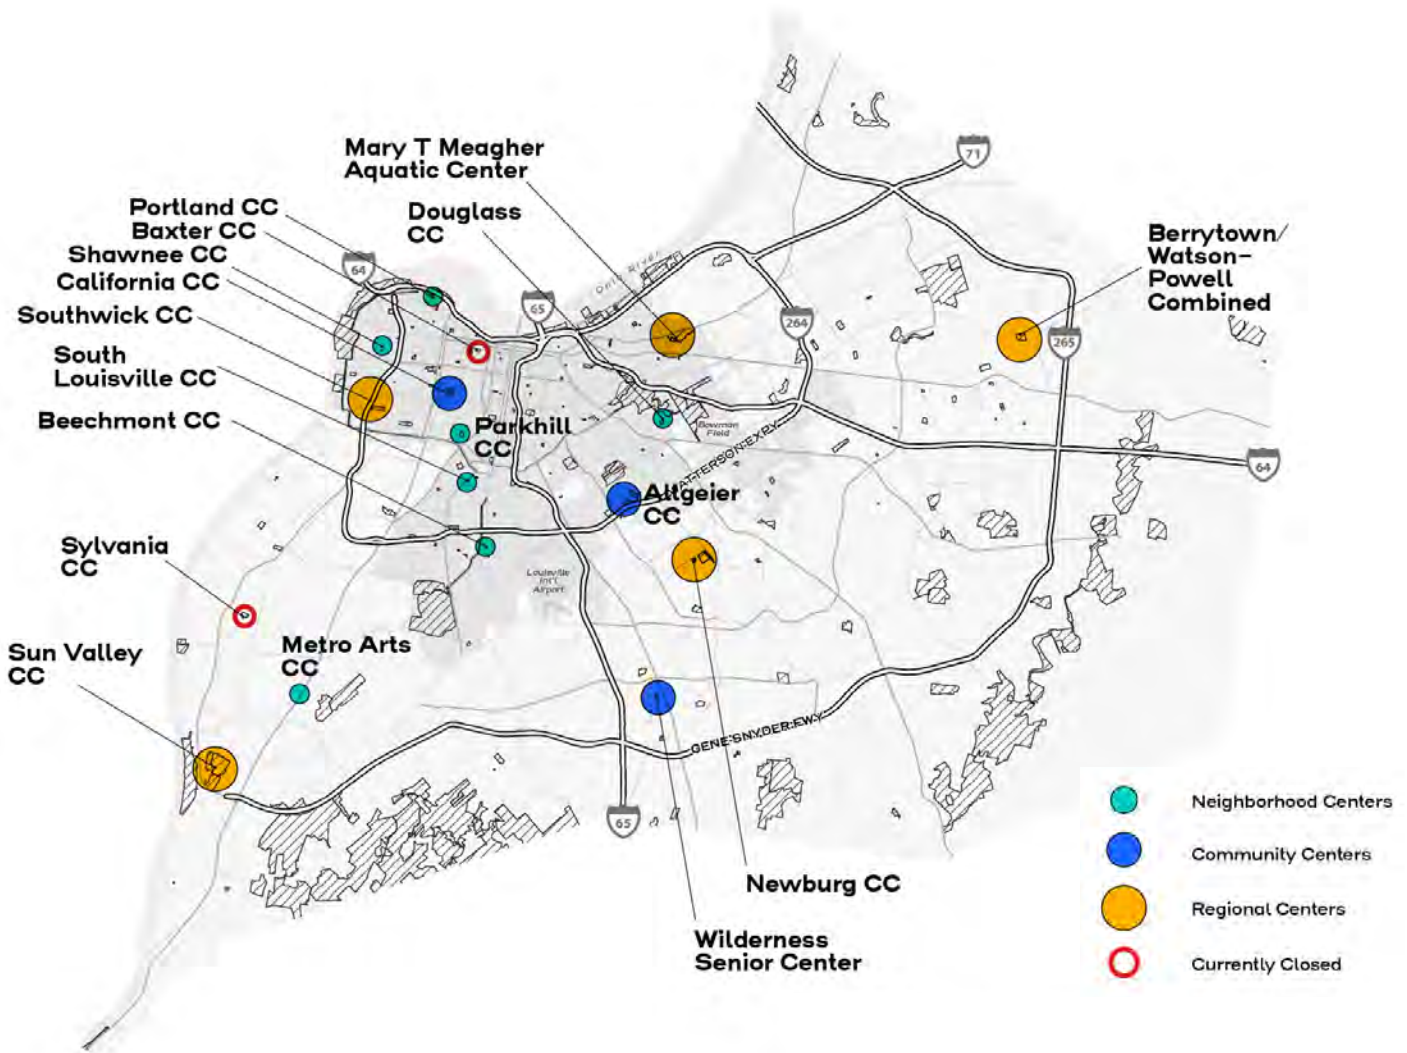 Mary T Meagher
Aquatic Center
Portland CC
Baxter CC
Shawnee CC
California CC
Southwick CC
South
Louisville CC
Beechmont CC
Douglass
CC
Berrytown/
Watson-
Powell
Combined
71
64
65
Ohio River
264
265
Parkhill
CC
Bowman
Field
64
PATTERSON EXPY
Altgeier
CC
Sylvania
CC
Louisville
Int'l
Airport
Metro Arts
CC
Sun Valley
CC
GENE SNYDER FWY
65
Newburg CC
Wilderness
Senior Center
Neighborhood Centers
Community Centers
Regional Centers
Currently Closed